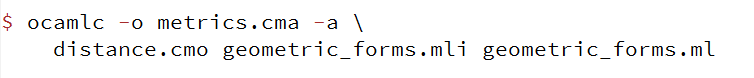 $ ocamlc -o metrics.cma -a \
distance.cmo geometric_forms.mli geometric_forms.ml